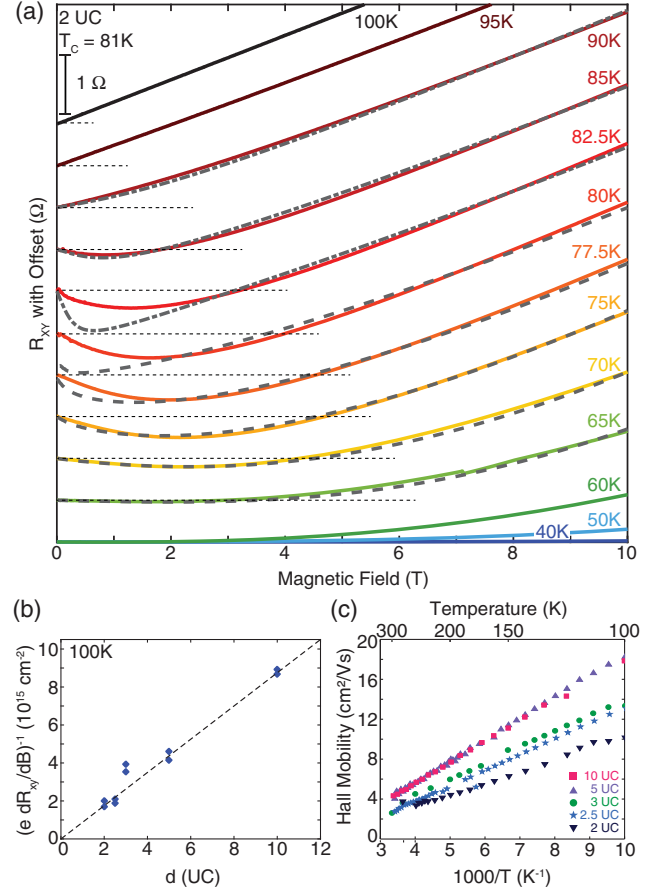 (a)
2 UC
T_C = 81K
1 Ω
100K
95K
90K
85K
82.5K
80K
77.5K
75K
70K
65K
60K
50K
40K
R_XY with Offset (Ω)
0 2 4 6 8 10
Magnetic Field (T)
(b)
100K
(e dR_xy/dB)^-1 (10^15 cm^-2)
10
8
6
4
2
0
0 2 4 6 8 10 12
d (UC)
(c)
Temperature (K)
300 200 150 100
Hall Mobility (cm²/Vs)
20
16
12
8
4
0
10 UC
5 UC
3 UC
2.5 UC
2 UC
3 4 5 6 7 8 9 10
1000/T (K^-1)